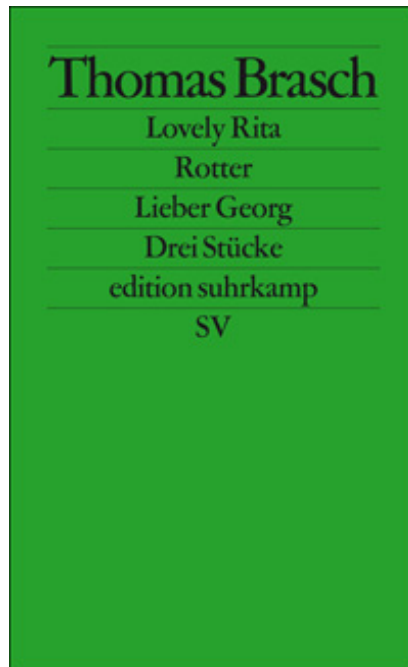 Thomas Brasch
Lovely Rita
Rotter
Lieber Georg
Drei Stücke
edition suhrkamp
SV